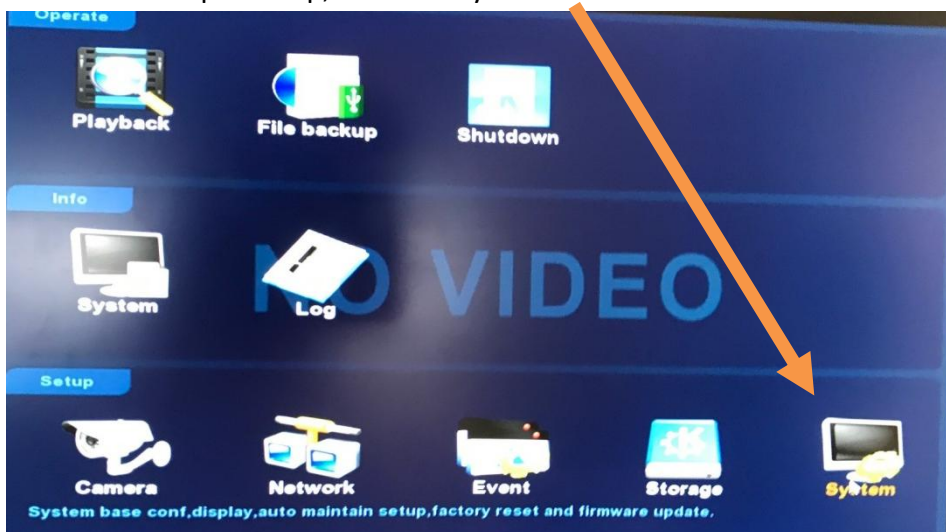 Operate
Playback File backup Shutdown
Info
NO VIDEO
System Log
Setup
Camera Network Event Storage System
System base conf,display,auto maintain setup,factory reset and firmware update.